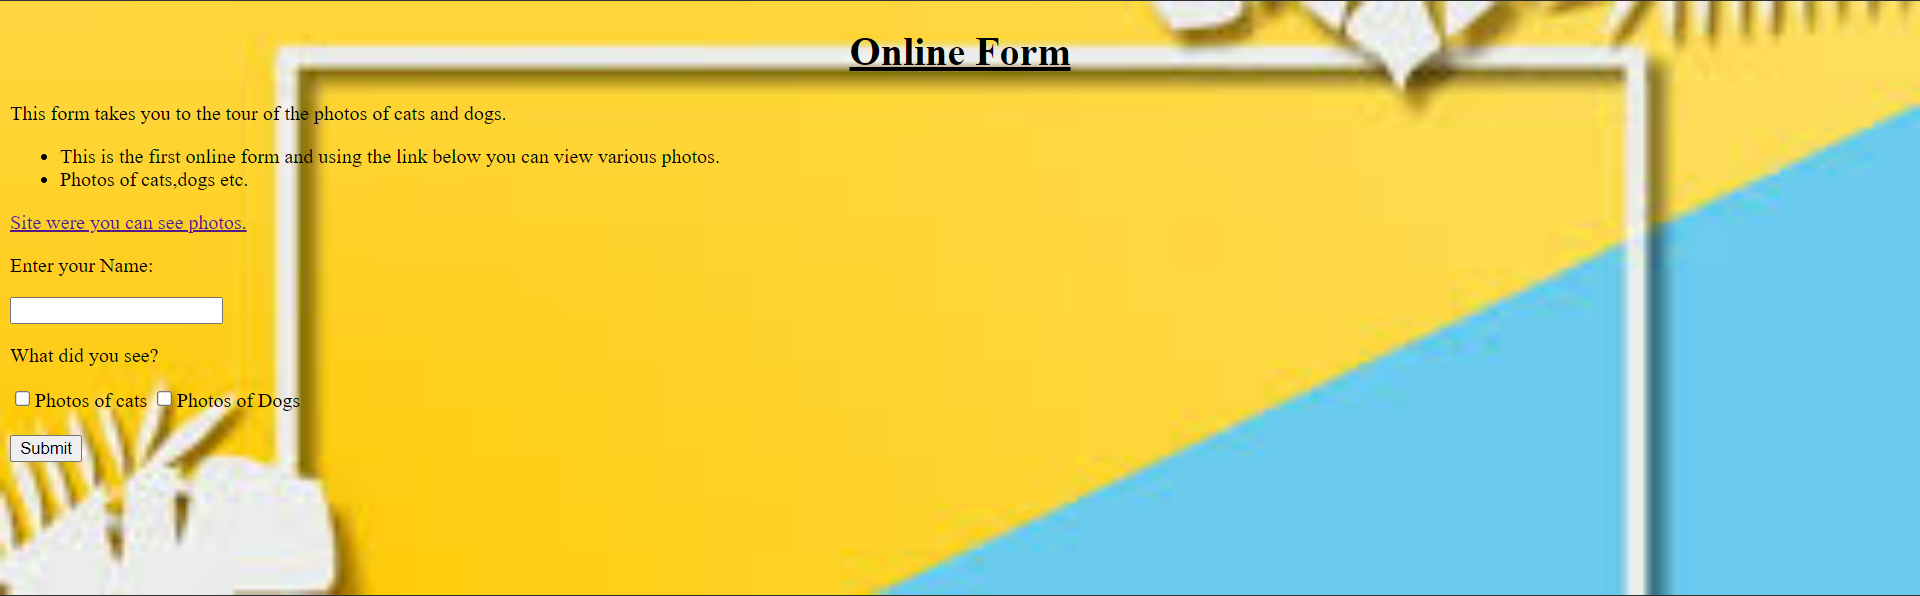 Online Form
This form takes you to the tour of the photos of cats and dogs.
This is the first online form and using the link below you can view various photos.
Photos of cats,dogs etc.
Site were you can see photos.
Enter your Name:
What did you see?
Photos of cats Photos of Dogs
Submit